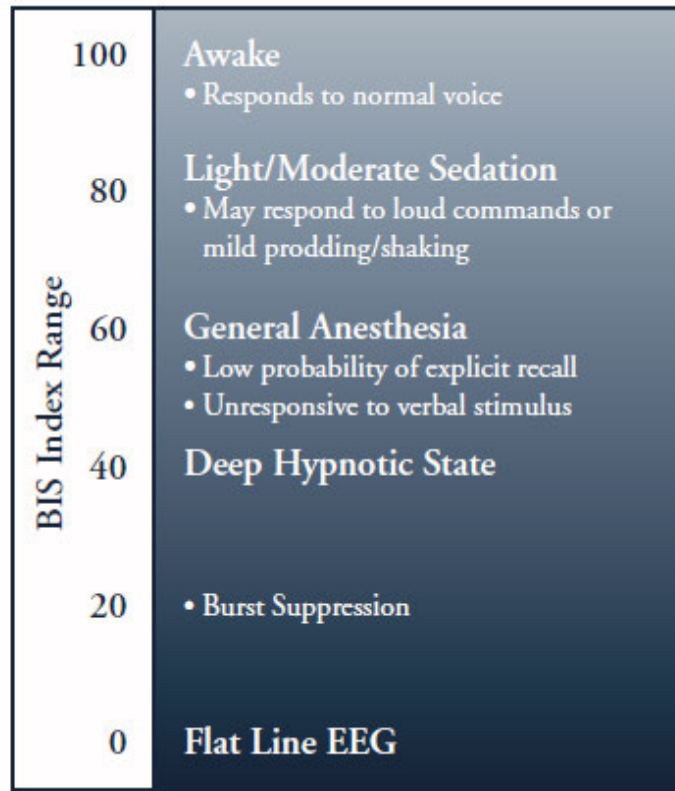 100 Awake
• Responds to normal voice
80 Light/Moderate Sedation
• May respond to loud commands or
mild prodding/shaking
60 General Anesthesia
• Low probability of explicit recall
• Unresponsive to verbal stimulus
40 Deep Hypnotic State
20 • Burst Suppression
0 Flat Line EEG
BIS Index Range